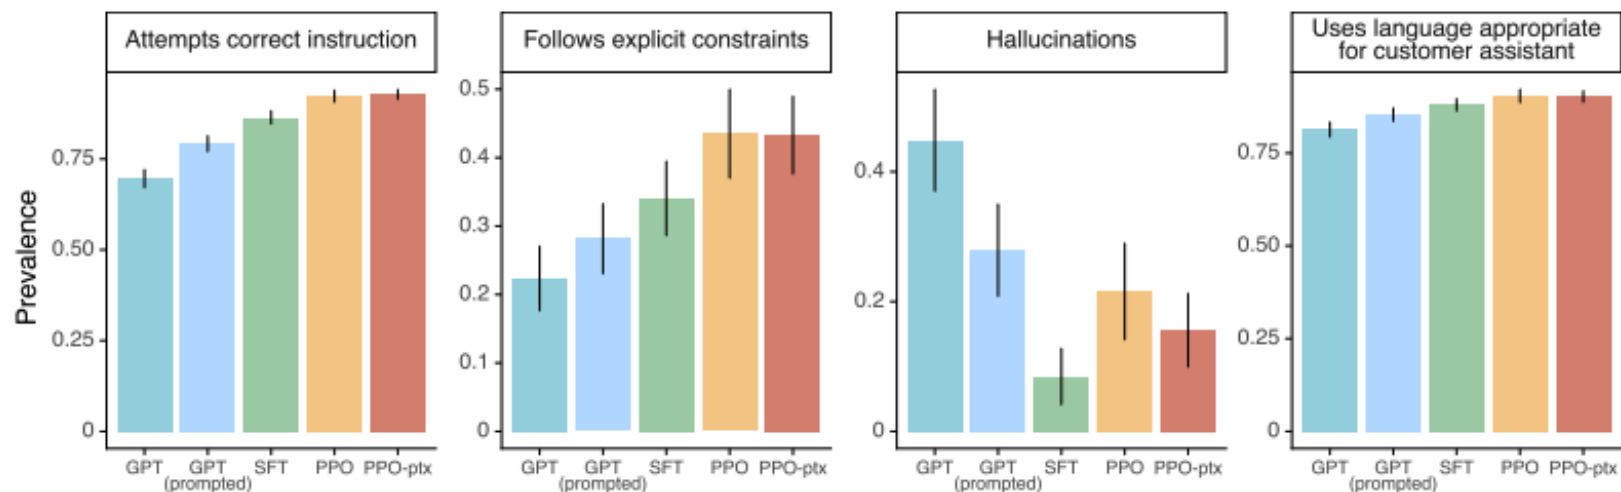 Attempts correct instruction
Follows explicit constraints
Hallucinations
Uses language appropriate
for customer assistant
Prevalence
0.75
0.50
0.25
0
GPT
GPT
(prompted)
SFT
PPO
PPO-ptx
0.5
0.4
0.3
0.2
0.1
0
GPT
GPT
(prompted)
SFT
PPO
PPO-ptx
0.4
0.2
0
GPT
GPT
(prompted)
SFT
PPO
PPO-ptx
0.75
0.50
0.25
0
GPT
GPT
(prompted)
SFT
PPO
PPO-ptx